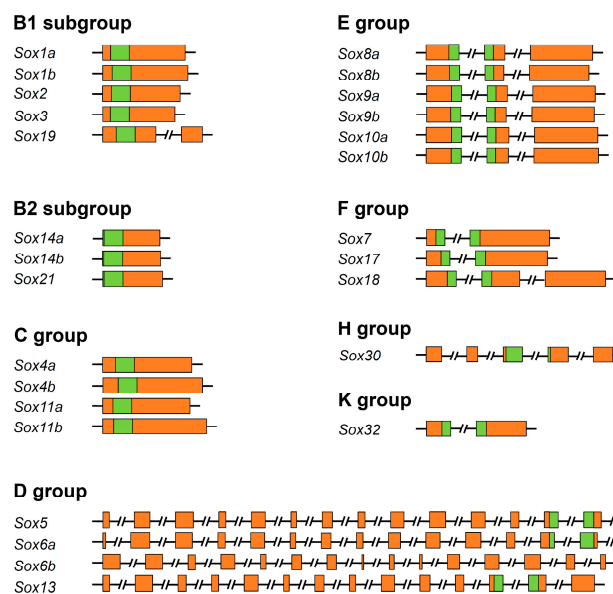 B1 subgroup
Sox1a
Sox1b
Sox2
Sox3
Sox19
B2 subgroup
Sox14a
Sox14b
Sox21
C group
Sox4a
Sox4b
Sox11a
Sox11b
E group
Sox8a
Sox8b
Sox9a
Sox9b
Sox10a
Sox10b
F group
Sox7
Sox17
Sox18
H group
Sox30
K group
Sox32
D group
Sox5
Sox6a
Sox6b
Sox13